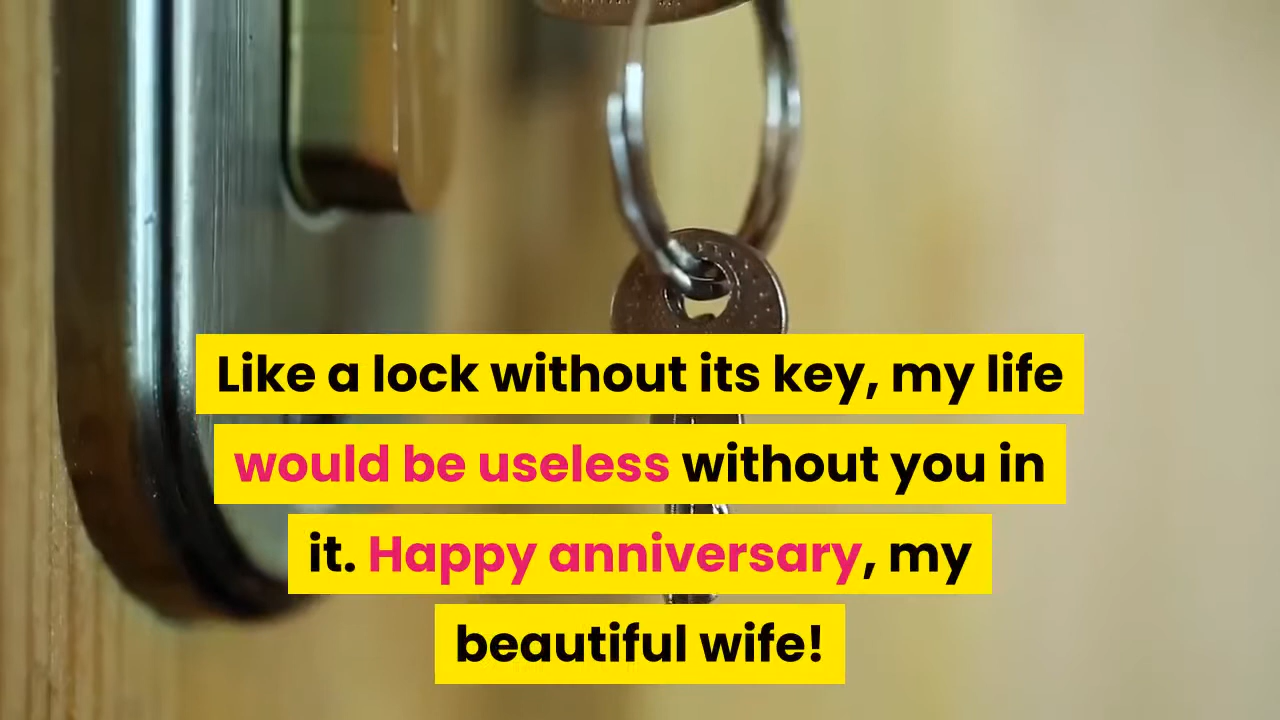 Like a lock without its key, my life
would be useless without you in
it. Happy anniversary, my
beautiful wife!